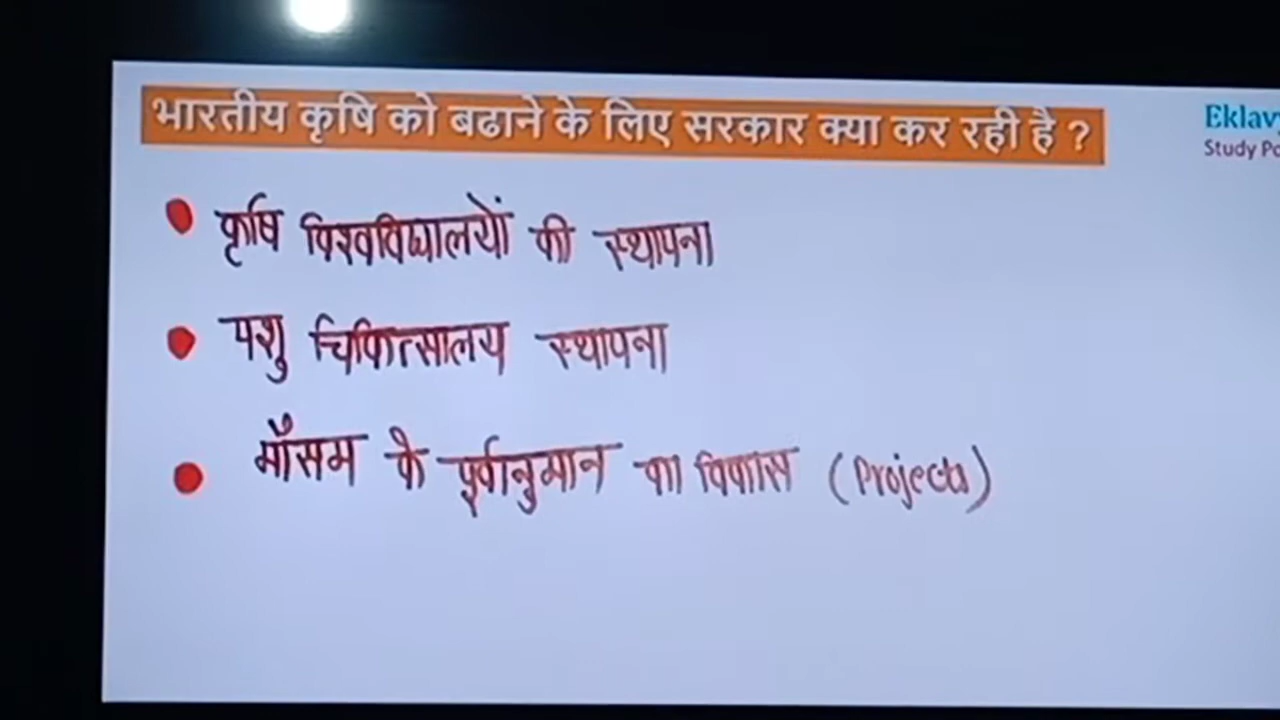 भारतीय कृषि को बढाने के लिए सरकार क्या कर रही है ?
Eklav
Study Po
कृषि विश्वविद्यालयों की स्थापना
पशु चिकित्सालय स्थापना
मौसम के पूर्वानुमान का विकास (Projects)